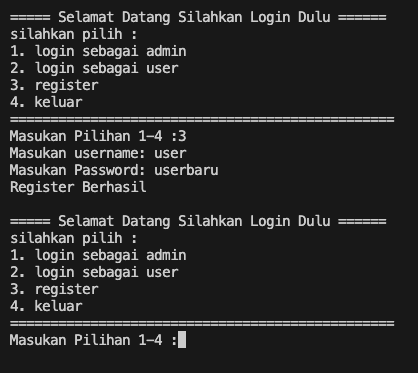 ===== Selamat Datang Silahkan Login Dulu ======
silahkan pilih :
1. login sebagai admin
2. login sebagai user
3. register
4. keluar
================================================
Masukan Pilihan 1-4 :3
Masukan username: user
Masukan Password: userbaru
Register Berhasil

===== Selamat Datang Silahkan Login Dulu ======
silahkan pilih :
1. login sebagai admin
2. login sebagai user
3. register
4. keluar
================================================
Masukan Pilihan 1-4 :